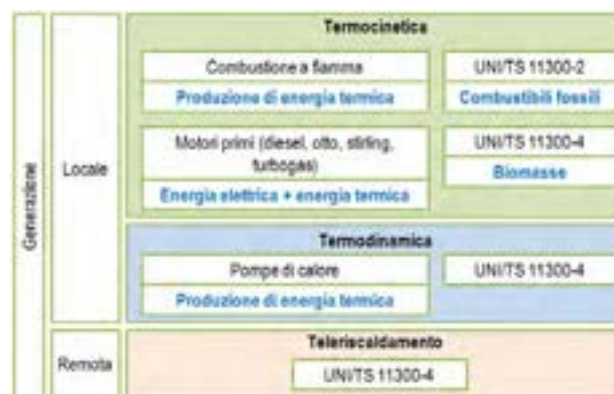 Generazione
Locale
Termocinetica
Combustione a fiamma
Produzione di energia termica
UNI/TS 11300-2
Combustibili fossili
Motori primi (diesel, otto, stirling,
turbogas)
Energia elettrica + energia termica
UNI/TS 11300-4
Biomasse
Termodinamica
Pompe di calore
Produzione di energia termica
UNI/TS 11300-4
Remota
Teleriscaldamento
UNI/TS 11300-4